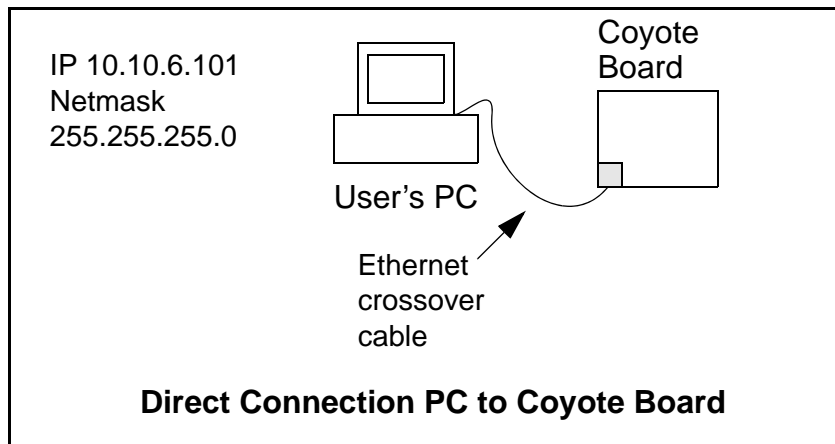 IP 10.10.6.101
Netmask
255.255.255.0
User's PC
Coyote
Board
Ethernet
crossover
cable
Direct Connection PC to Coyote Board